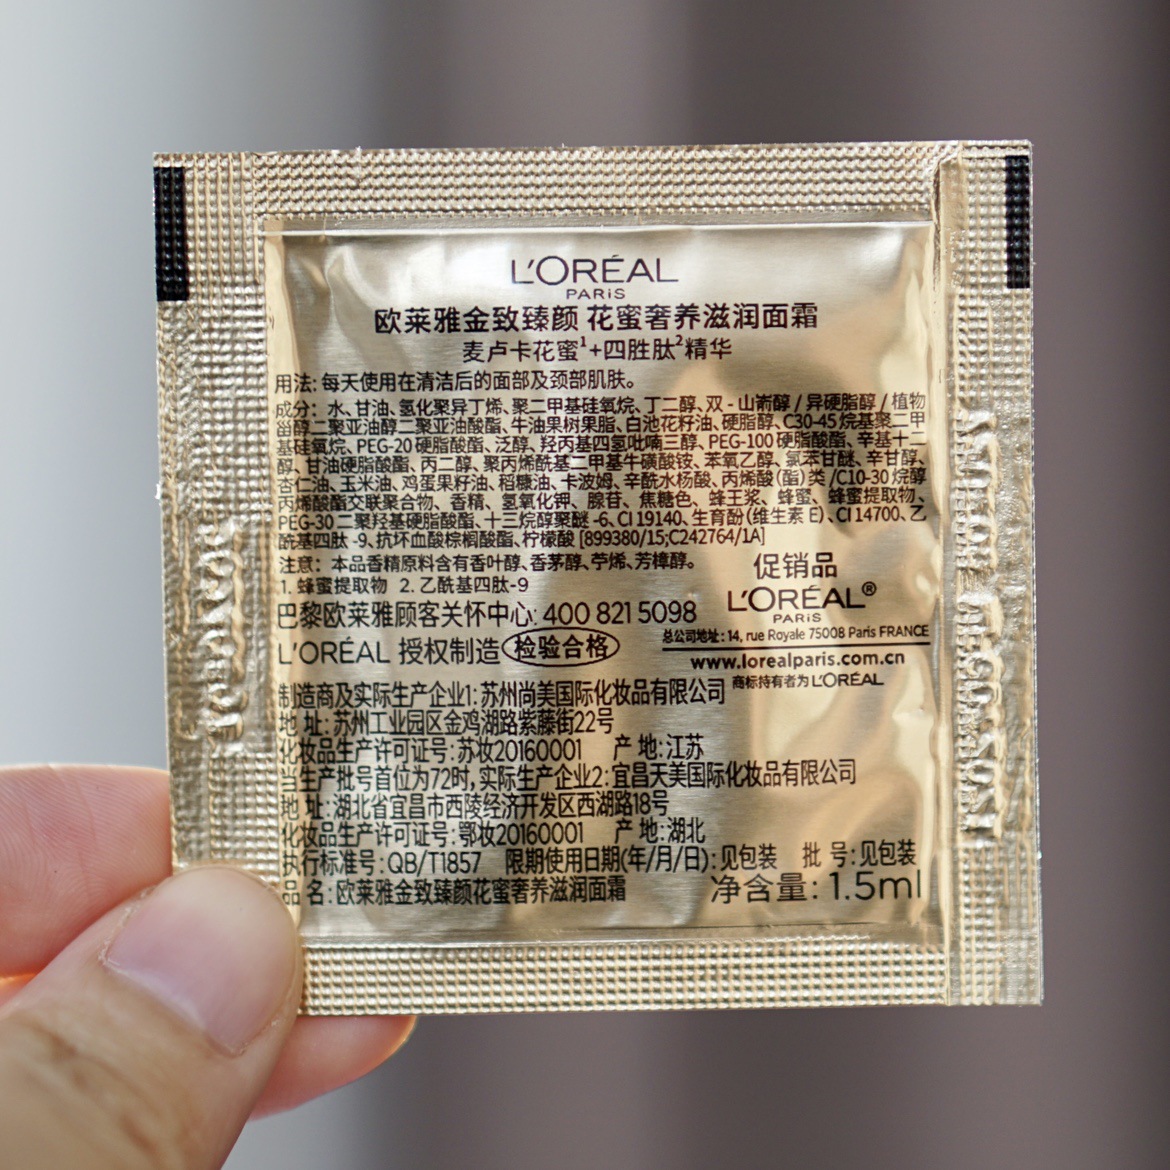 L'ORÉAL
PARIS
欧莱雅金致臻颜 花蜜奢养滋润面霜
麦卢卡花蜜1+四胜肽2精华
用法: 每天使用在清洁后的面部及颈部肌肤。
成分: 水、甘油、氢化聚异丁烯、聚二甲基硅氧烷、丁二醇、双-山嵛醇/异硬脂醇/植物
甾醇二聚亚油醇二聚亚油酸酯、牛油果树果脂、白池花籽油、硬脂醇、C30-45 烷基聚二甲
基硅氧烷、PEG-20 硬脂酸酯、泛醇、羟丙基四氢吡喃三醇、PEG-100 硬脂酸酯、辛基十二
醇、甘油硬脂酸酯、丙二醇、聚丙烯酰基二甲基牛磺酸铵、苯氧乙醇、氯苯甘醚、辛甘醇、
杏仁油、玉米油、鸡蛋果籽油、稻糠油、卡波姆、辛酰水杨酸、丙烯酸(酯)类/C10-30 烷醇
丙烯酸酯交联聚合物、香精、氢氧化钾、腺苷、焦糖色、蜂王浆、蜂蜜、蜂蜜提取物、
PEG-30 二聚羟基硬脂酸酯、十三烷醇聚醚-6、CI 19140、生育酚(维生素 E)、CI 14700、乙
酰基四肽-9、抗坏血酸棕榈酸酯、柠檬酸 [899380/15;C242764/1A]
注意: 本品香精原料含有香叶醇、香茅醇、苧烯、芳樟醇。
1. 蜂蜜提取物 2. 乙酰基四肽-9
促销品
巴黎欧莱雅顾客关怀中心: 400 821 5098
L'ORÉAL®
PARIS
总公司地址: 14, rue Royale 75008 Paris FRANCE
L'ORÉAL 授权制造 检验合格
www.lorealparis.com.cn
商标持有者为L'ORÉAL
制造商及实际生产企业1: 苏州尚美国际化妆品有限公司
地 址: 苏州工业园区金鸡湖路紫藤街22号
化妆品生产许可证号: 苏妆20160001 产 地: 江苏
当生产批号首位为72时, 实际生产企业2: 宜昌天美国际化妆品有限公司
地 址: 湖北省宜昌市西陵经济开发区西湖路18号
化妆品生产许可证号: 鄂妆20160001 产 地: 湖北
执行标准号: QB/T1857 限期使用日期(年/月/日): 见包装 批 号: 见包装
品 名: 欧莱雅金致臻颜花蜜奢养滋润面霜 净含量: 1.5ml